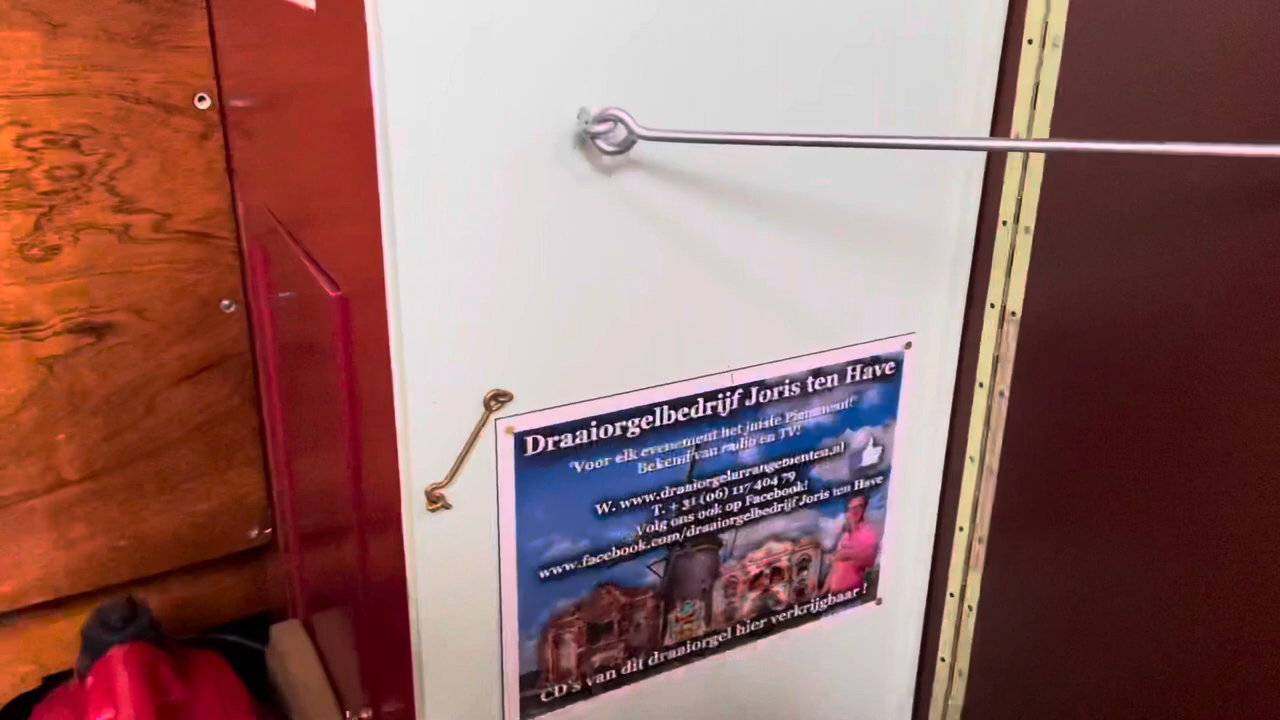 Draaiorgelbedrijf Joris ten Have
'Voor elk evenement het juiste Pierement!'
Bekend van radio en TV!
W. www.draaiorgelarrangementen.nl
T. + 31 (06) 117 404 79
Volg ons ook op Facebook!
www.facebook.com/draaiorgelbedrijf Joris ten Have
CD's van dit draaiorgel hier verkrijgbaar !